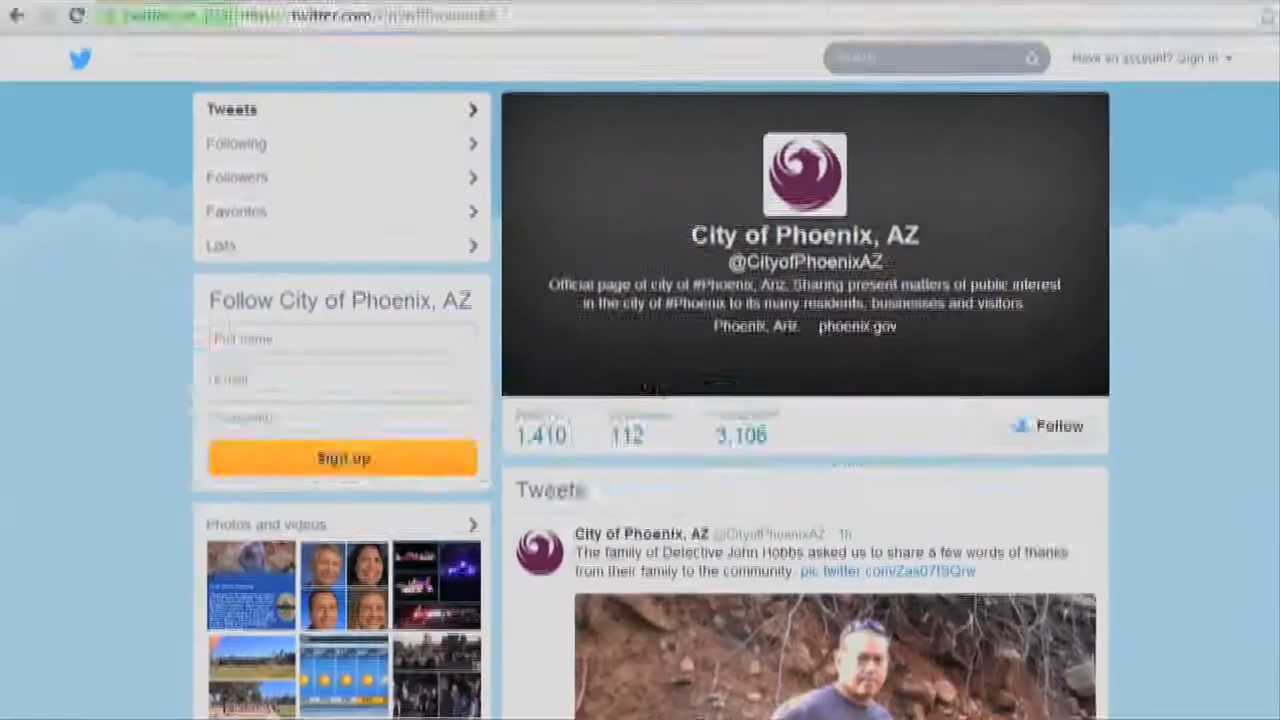 twitter.com
Have an account? Sign in
Tweets
Following
Followers
Favorites
Lists
Follow City of Phoenix, AZ
Full name
Sign up
Photos and videos
City of Phoenix, AZ
@CityofPhoenixAZ
Official page of city of #Phoenix, Ariz. Sharing present matters of public interest
in the city of #Phoenix to its many residents, businesses and visitors
Phoenix, Ariz. phoenix.gov
1,410 112 3,106
Follow
Tweets
City of Phoenix, AZ @CityofPhoenixAZ 1h
The family of Detective John Hobbs asked us to share a few words of thanks
from their family to the community.